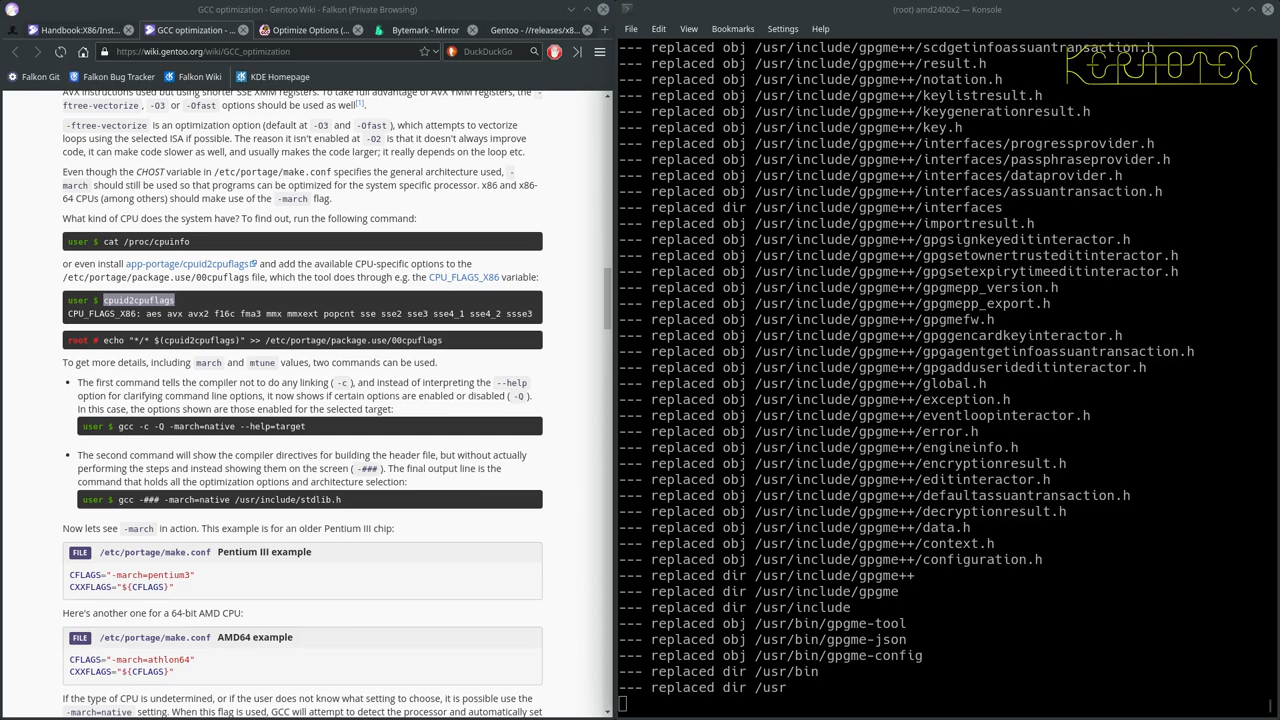 GCC optimization - Gentoo Wiki - Falkon (Private Browsing)
Handbook:X86/Inst...
GCC optimization - ...
Optimize Options (...
Bytemark - Mirror
Gentoo - /releases/x8...
https://wiki.gentoo.org/wiki/GCC_optimization
DuckDuckGo
Falkon Git
Falkon Bug Tracker
Falkon Wiki
KDE Homepage
AVX instructions used but using shorter SSE XMM registers. To take full advantage of AVX YMM registers, the -
ftree-vectorize, -O3 or -Ofast options should be used as well[1].
-ftree-vectorize is an optimization option (default at -O3 and -Ofast), which attempts to vectorize
loops using the selected ISA if possible. The reason it isn't enabled at -O2 is that it doesn't always improve
code, it can make code slower as well, and usually makes the code larger; it really depends on the loop etc.
Even though the CHOST variable in /etc/portage/make.conf specifies the general architecture used, -
march should still be used so that programs can be optimized for the system specific processor. x86 and x86-
64 CPUs (among others) should make use of the -march flag.
What kind of CPU does the system have? To find out, run the following command:
user $ cat /proc/cpuinfo
or even install app-portage/cpuid2cpuflags and add the available CPU-specific options to the
/etc/portage/package.use/00cpuflags file, which the tool does through e.g. the CPU_FLAGS_X86 variable:
user $ cpuid2cpuflags
CPU_FLAGS_X86: aes avx avx2 f16c fma3 mmx mmxext popcnt sse sse2 sse3 sse4_1 sse4_2 ssse3
root # echo "*/* $(cpuid2cpuflags)" >> /etc/portage/package.use/00cpuflags
To get more details, including march and mtune values, two commands can be used.
• The first command tells the compiler not to do any linking (-c), and instead of interpreting the --help
option for clarifying command line options, it now shows if certain options are enabled or disabled (-Q).
In this case, the options shown are those enabled for the selected target:
user $ gcc -c -Q -march=native --help=target
• The second command will show the compiler directives for building the header file, but without actually
performing the steps and instead showing them on the screen (-###). The final output line is the
command that holds all the optimization options and architecture selection:
user $ gcc -### -march=native /usr/include/stdlib.h
Now lets see -march in action. This example is for an older Pentium III chip:
FILE /etc/portage/make.conf Pentium III example
CFLAGS="-march=pentium3"
CXXFLAGS="${CFLAGS}"
Here's another one for a 64-bit AMD CPU:
FILE /etc/portage/make.conf AMD64 example
CFLAGS="-march=athlon64"
CXXFLAGS="${CFLAGS}"
If the type of CPU is undetermined, or if the user does not know what setting to choose, it is possible use the
-march=native setting. When this flag is used, GCC will attempt to detect the processor and automatically set
(root) amd2400x2 — Konsole
File Edit View Bookmarks Settings Help
KERNOTEX
--- replaced obj /usr/include/gpgme++/scdgetinfoassuantransaction.h
--- replaced obj /usr/include/gpgme++/result.h
--- replaced obj /usr/include/gpgme++/notation.h
--- replaced obj /usr/include/gpgme++/keylistresult.h
--- replaced obj /usr/include/gpgme++/keygenerationresult.h
--- replaced obj /usr/include/gpgme++/key.h
--- replaced obj /usr/include/gpgme++/interfaces/progressprovider.h
--- replaced obj /usr/include/gpgme++/interfaces/passphraseprovider.h
--- replaced obj /usr/include/gpgme++/interfaces/dataprovider.h
--- replaced obj /usr/include/gpgme++/interfaces/assuantransaction.h
--- replaced dir /usr/include/gpgme++/interfaces
--- replaced obj /usr/include/gpgme++/importresult.h
--- replaced obj /usr/include/gpgme++/gpgsignkeyeditinteractor.h
--- replaced obj /usr/include/gpgme++/gpgsetownertrusteditinteractor.h
--- replaced obj /usr/include/gpgme++/gpgsetexpirytimeeditinteractor.h
--- replaced obj /usr/include/gpgme++/gpgmepp_version.h
--- replaced obj /usr/include/gpgme++/gpgmepp_export.h
--- replaced obj /usr/include/gpgme++/gpgmefw.h
--- replaced obj /usr/include/gpgme++/gpggencardkeyinteractor.h
--- replaced obj /usr/include/gpgme++/gpgagentgetinfoassuantransaction.h
--- replaced obj /usr/include/gpgme++/gpgadduserideditinteractor.h
--- replaced obj /usr/include/gpgme++/global.h
--- replaced obj /usr/include/gpgme++/exception.h
--- replaced obj /usr/include/gpgme++/eventloopinteractor.h
--- replaced obj /usr/include/gpgme++/error.h
--- replaced obj /usr/include/gpgme++/engineinfo.h
--- replaced obj /usr/include/gpgme++/encryptionresult.h
--- replaced obj /usr/include/gpgme++/editinteractor.h
--- replaced obj /usr/include/gpgme++/defaultassuantransaction.h
--- replaced obj /usr/include/gpgme++/decryptionresult.h
--- replaced obj /usr/include/gpgme++/data.h
--- replaced obj /usr/include/gpgme++/context.h
--- replaced obj /usr/include/gpgme++/configuration.h
--- replaced dir /usr/include/gpgme++
--- replaced obj /usr/include/gpgme
--- replaced dir /usr/include
--- replaced obj /usr/bin/gpgme-tool
--- replaced obj /usr/bin/gpgme-json
--- replaced obj /usr/bin/gpgme-config
--- replaced dir /usr/bin
--- replaced dir /usr